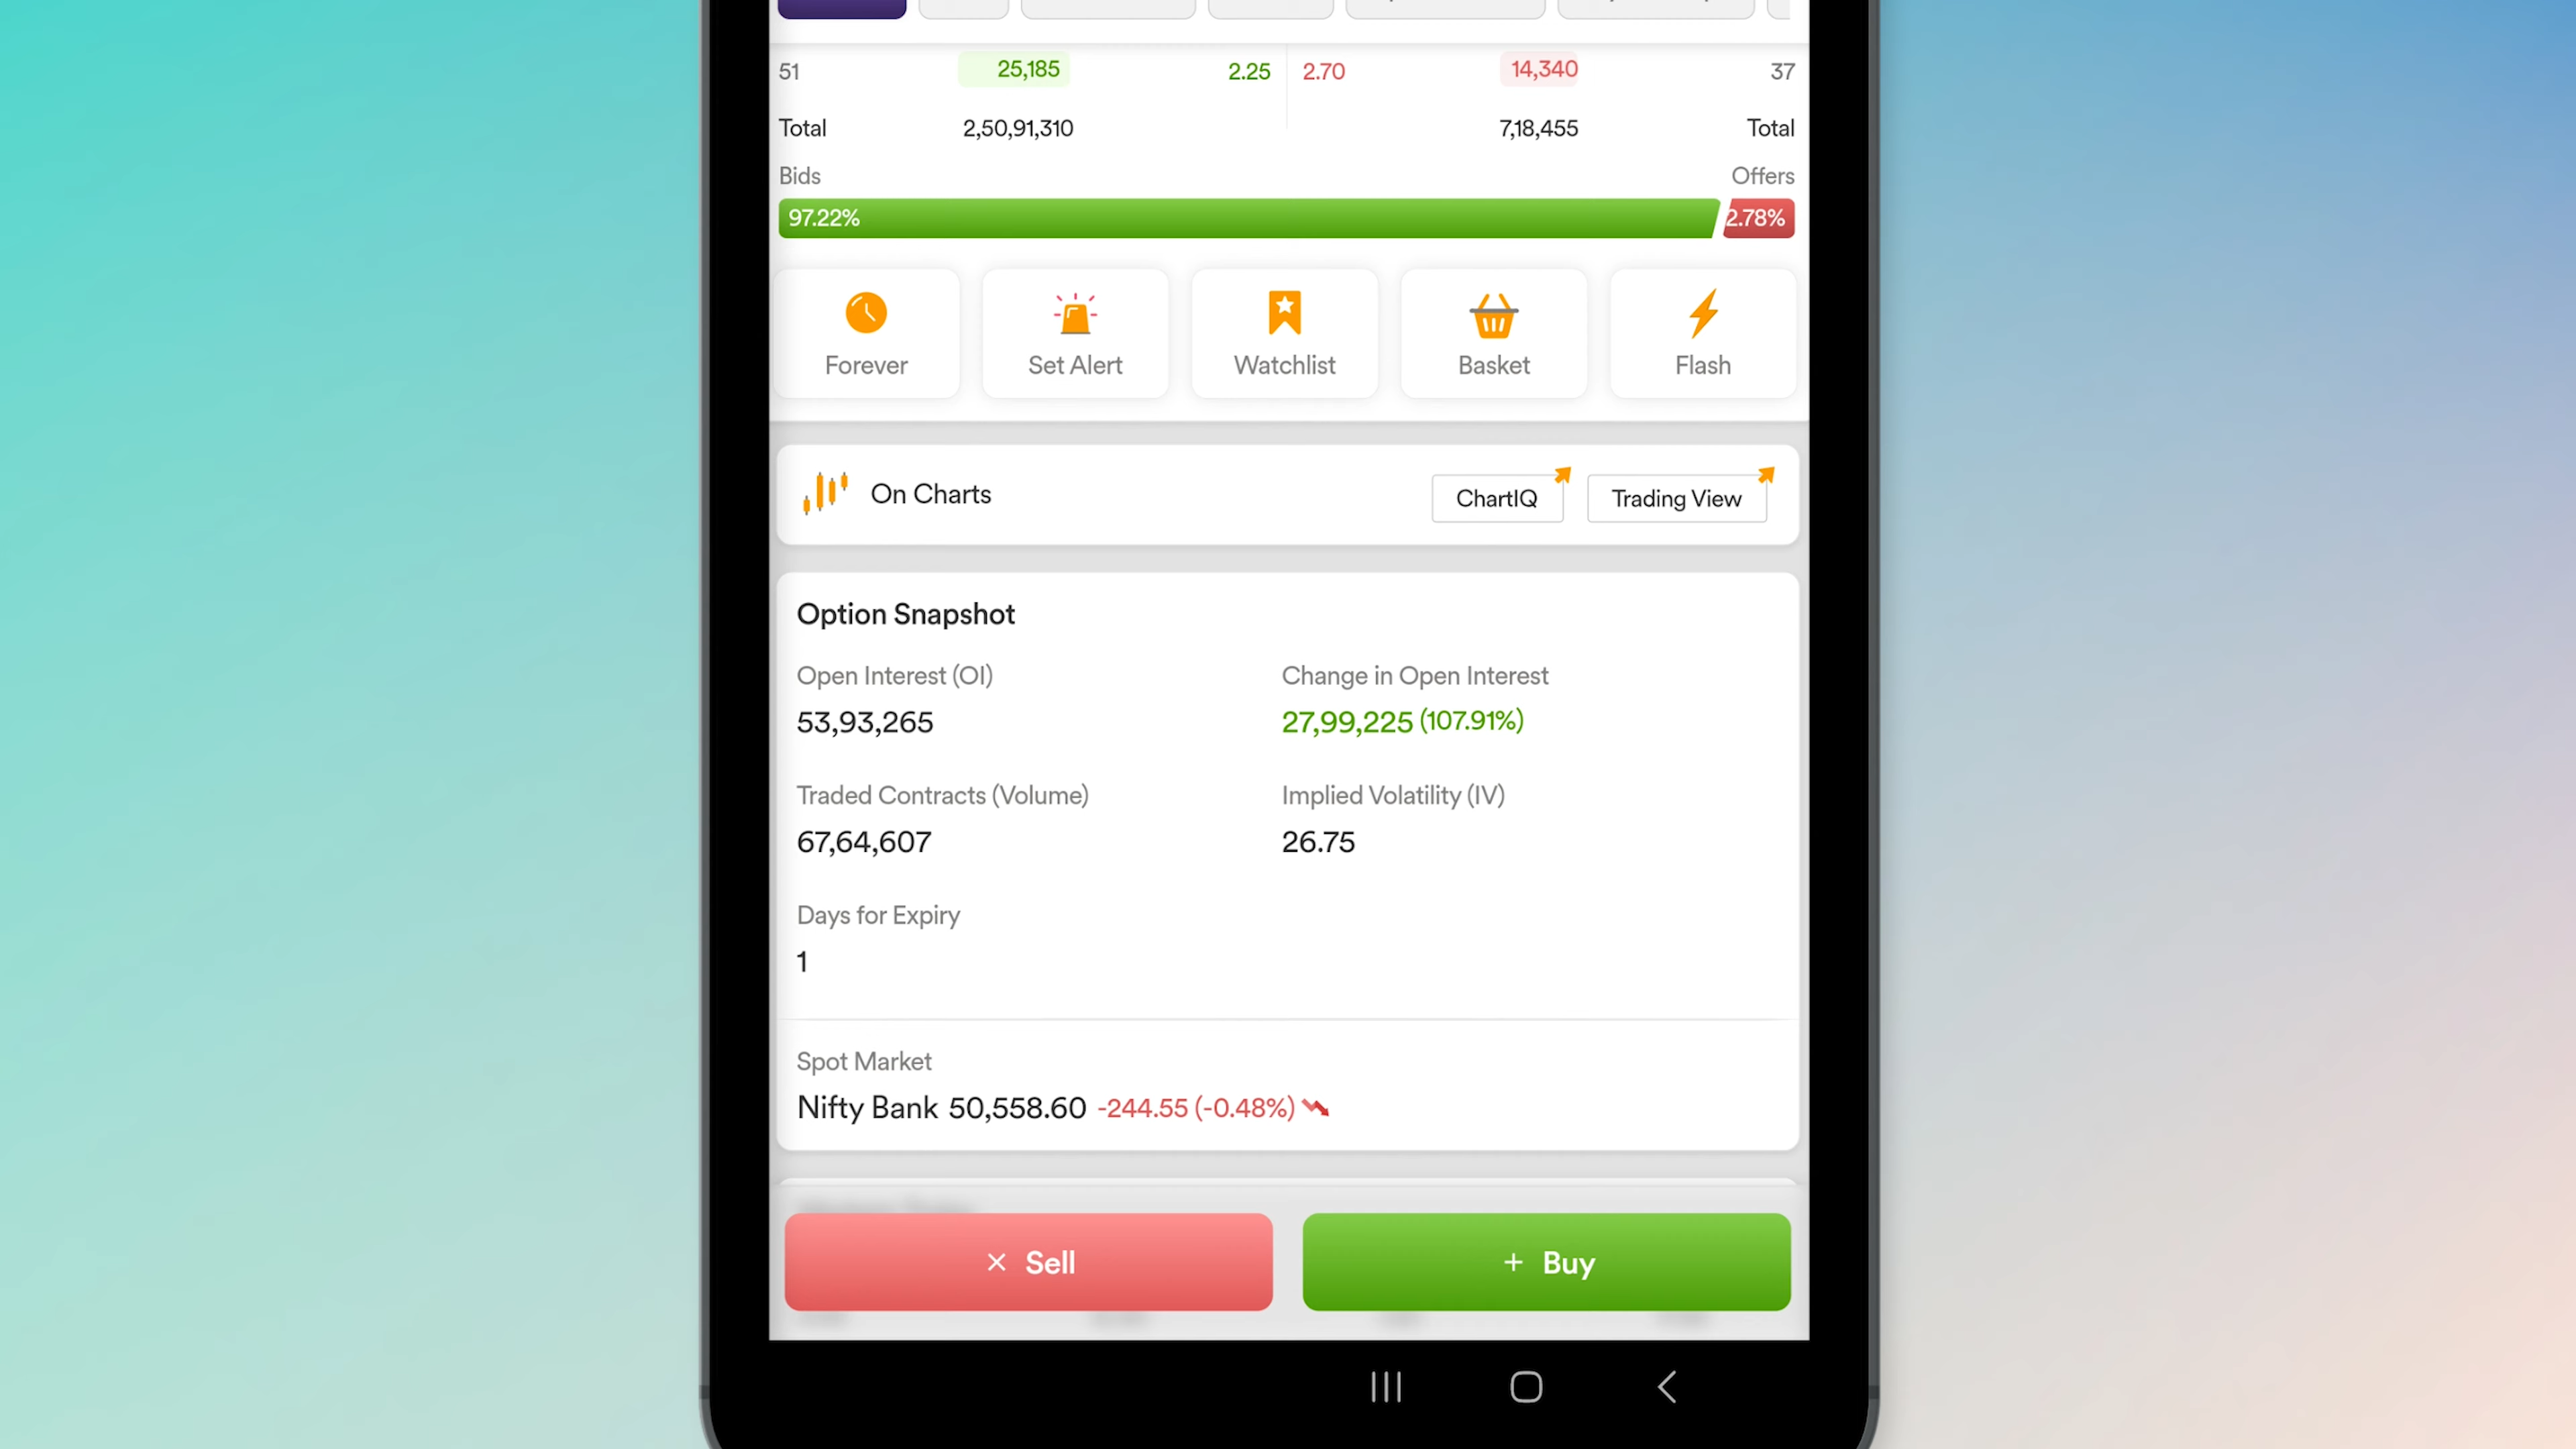 51 25,185 2.25 2.70 14,340 37
Total 2,50,91,310 7,18,455 Total
Bids Offers
97.22% 2.78%
Forever Set Alert Watchlist Basket Flash
On Charts ChartIQ Trading View
Option Snapshot
Open Interest (OI) Change in Open Interest
53,93,265 27,99,225 (107.91%)
Traded Contracts (Volume) Implied Volatility (IV)
67,64,607 26.75
Days for Expiry
1
Spot Market
Nifty Bank 50,558.60 -244.55 (-0.48%)
× Sell + Buy